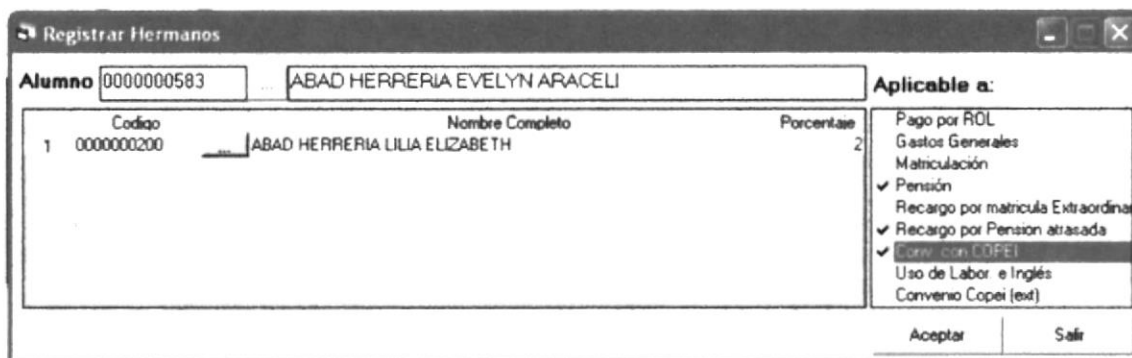 Registrar Hermanos
Alumno 0000000583 ... ABAD HERRERIA EVELYN ARACELI
Codigo Nombre Completo Porcentaje
1 0000000200 ... ABAD HERRERIA LILIA ELIZABETH 2
Aplicable a:
Pago por ROL
Gastos Generales
Matriculación
Pensión
Recargo por matricula Extraordinar
Recargo por Pension atrasada
Conv. con COPEI
Uso de Labor. e Inglés
Convenio Copei (ext)
Aceptar Salir